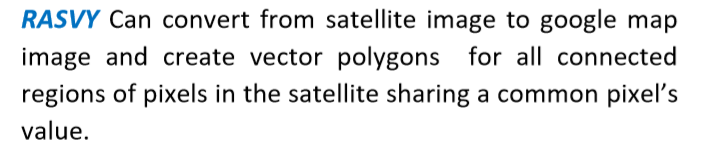 RASVY Can convert from satellite image to google map
image and create vector polygons for all connected
regions of pixels in the satellite sharing a common pixel's
value.